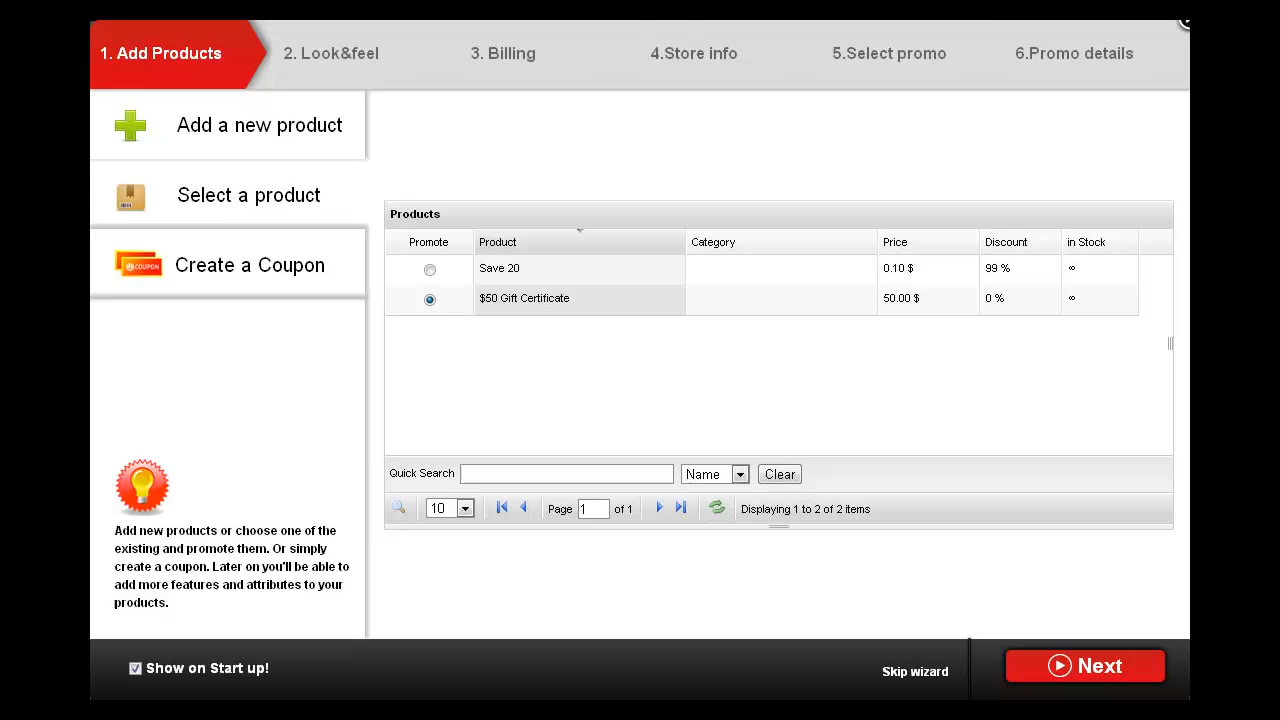 1. Add Products 2. Look&feel 3. Billing 4.Store info 5.Select promo 6.Promo details
Add a new product
Select a product
COUPON Create a Coupon
Add new products or choose one of the
existing and promote them. Or simply
create a coupon. Later on you'll be able to
add more features and attributes to your
products.
Products
Promote Product Category Price Discount in Stock
Save 20 0.10 $ 99 % ∞
$50 Gift Certificate 50.00 $ 0 % ∞
Quick Search Name Clear
10 Page 1 of 1 Displaying 1 to 2 of 2 items
Show on Start up! Skip wizard Next